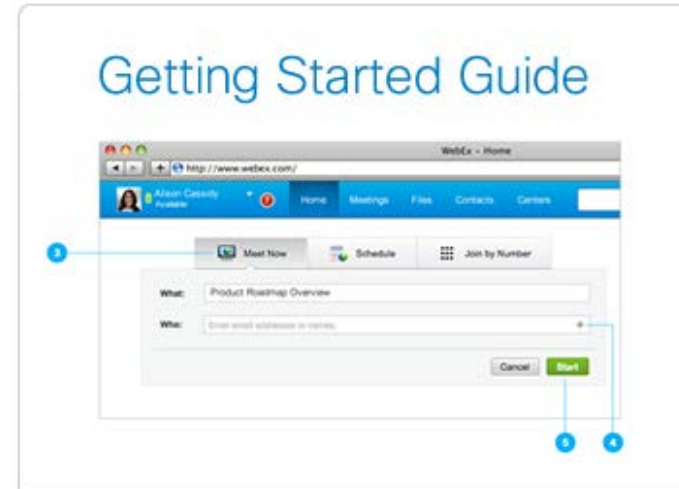 Getting Started Guide
WebEx - Home
http://www.webex.com/
Alison Cassidy
Available
Home Meetings Files Contacts Centers
3
Meet Now Schedule Join by Number
What: Product Roadmap Overview
Who: Enter email addresses or names.
Cancel Start
5 4